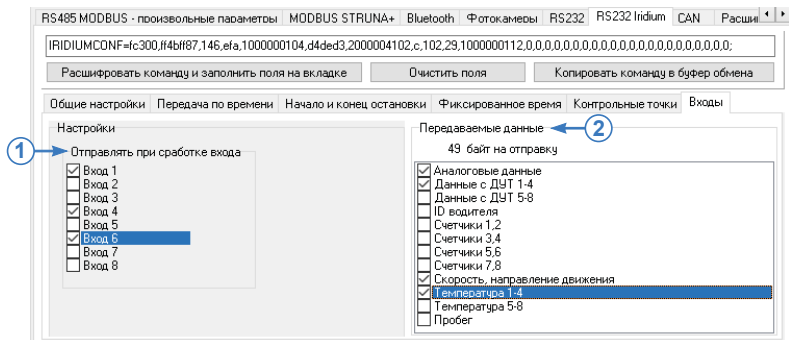 RS485 MODBUS - произвольные параметры MODBUS STRUNA+ Bluetooth Фотокамеры RS232 RS232 Iridium CAN Расши
IRIDIUMCONF=fc300,ff4bff87,146,efa,1000000104,d4ded3,2000004102,c,102,29,1000000112,0,0,0,0,0,0,0,0,0,0,0,0,0,0,0,0,0,0,0,0,0;
Расшифровать команду и заполнить поля на вкладке Очистить поля Копировать команду в буфер обмена
Общие настройки Передача по времени Начало и конец остановки Фиксированное время Контрольные точки Входы
Настройки
1 Отправлять при сработке входа
Вход 1
Вход 2
Вход 3
Вход 4
Вход 5
Вход 6
Вход 7
Вход 8
Передаваемые данные 2
49 байт на отправку
Аналоговые данные
Данные с ДУТ 1-4
Данные с ДУТ 5-8
ID водителя
Счетчики 1,2
Счетчики 3,4
Счетчики 5,6
Счетчики 7,8
Скорость, направление движения
Температура 1-4
Температура 5-8
Пробег